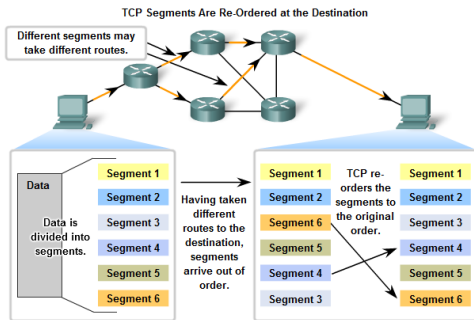 TCP Segments Are Re-Ordered at the Destination
Different segments may
take different routes.
Data
Data is
divided into
segments.
Segment 1
Segment 2
Segment 3
Segment 4
Segment 5
Segment 6
Having taken
different
routes to the
destination,
segments
arrive out of
order.
Segment 1
Segment 2
Segment 6
Segment 5
Segment 4
Segment 3
TCP re-
orders the
segments to
the original
order.
Segment 1
Segment 2
Segment 3
Segment 4
Segment 5
Segment 6